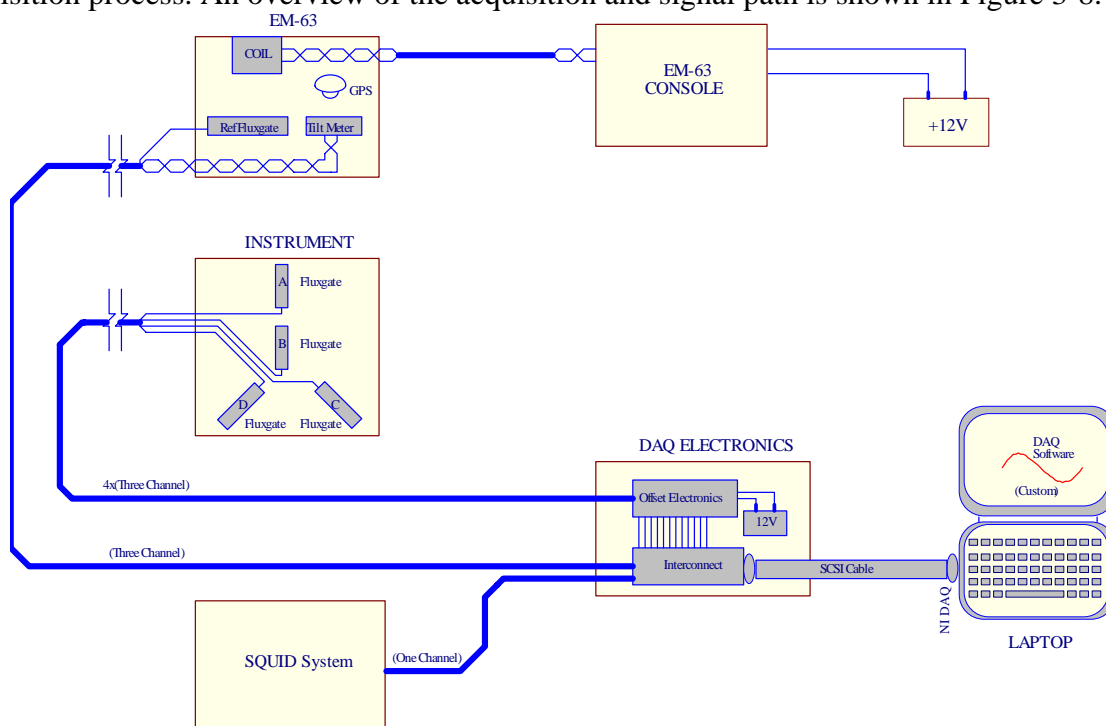 isition process. An overview of the acquisition and signal path is shown in Figure 3-8.
EM-63
COIL
GPS
Ref Fluxgate
Tilt Meter
EM-63
CONSOLE
+12V
INSTRUMENT
A
Fluxgate
B
Fluxgate
D
C
Fluxgate
Fluxgate
4x(Three Channel)
(Three Channel)
DAQ ELECTRONICS
Offset Electronics
12V
Interconnect
SCSI Cable
NI DAQ
DAQ
Software
(Custom)
LAPTOP
SQUID System
(One Channel)